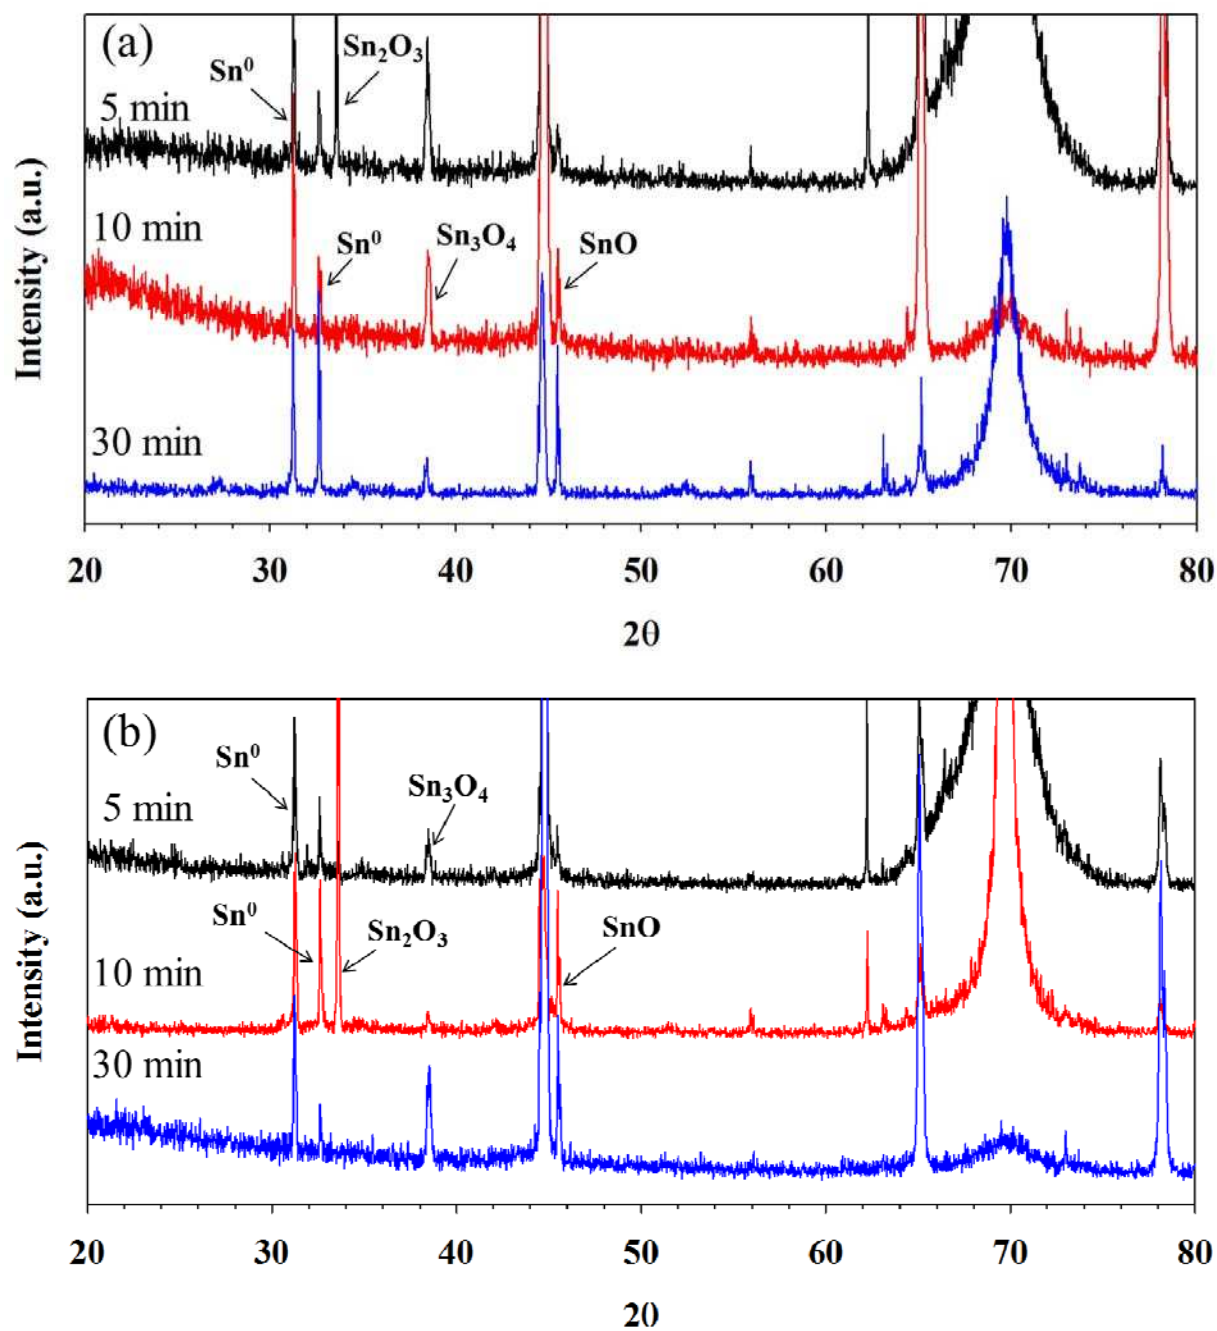 (a)
Sn⁰
Sn₂O₃
5 min
10 min
Sn⁰
Sn₃O₄
SnO
30 min
Intensity (a.u.)
20 30 40 50 60 70 80
2θ
(b)
Sn⁰
Sn₃O₄
5 min
Sn⁰
Sn₂O₃
SnO
10 min
30 min
Intensity (a.u.)
20 30 40 50 60 70 80
2θ